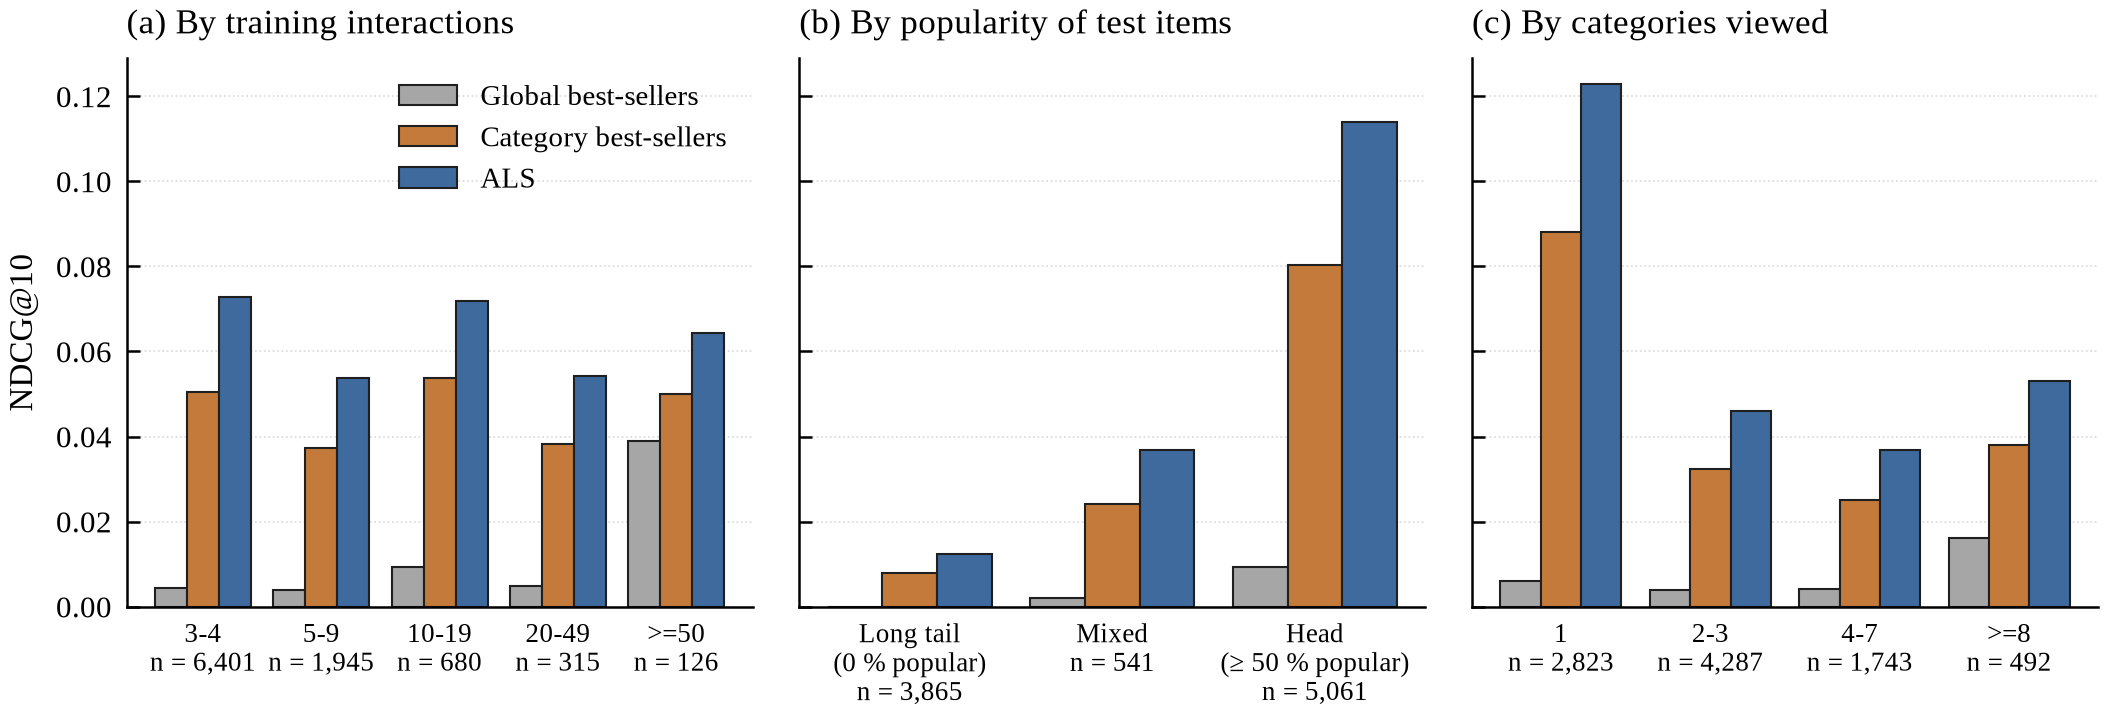 (a) By training interactions
(b) By popularity of test items
(c) By categories viewed
NDCG@10
0.12
0.10
0.08
0.06
0.04
0.02
0.00
Global best-sellers
Category best-sellers
ALS
3-4 5-9 10-19 20-49 >=50
n = 6,401 n = 1,945 n = 680 n = 315 n = 126
Long tail Mixed Head
(0 % popular) n = 541 (≥ 50 % popular)
n = 3,865 n = 5,061
1 2-3 4-7 >=8
n = 2,823 n = 4,287 n = 1,743 n = 492